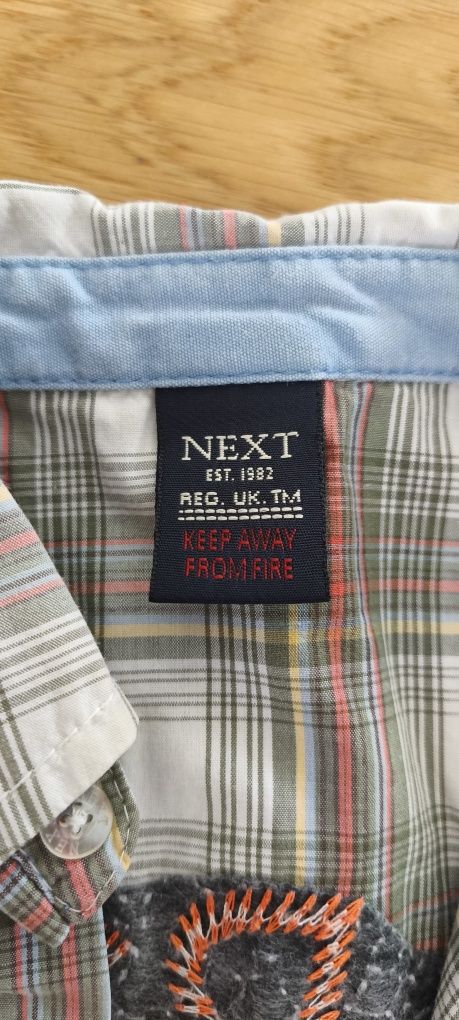 NEXT
EST. 1982
REG. UK. TM
KEEP AWAY
FROM FIRE